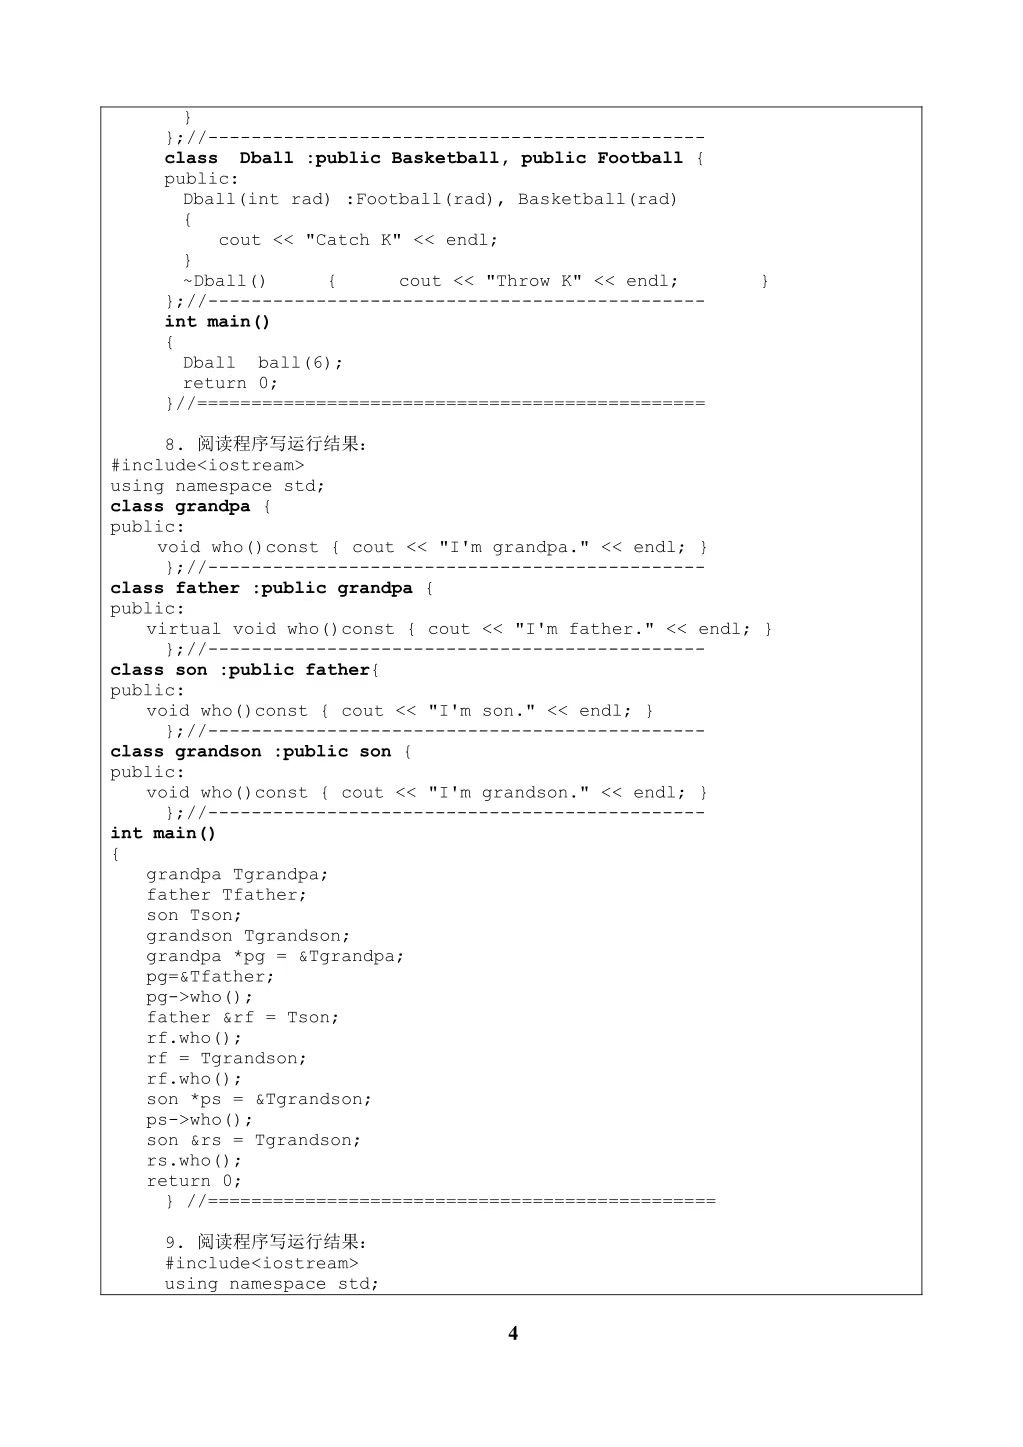 }
};//----------------------------------------------
class  Dball :public Basketball, public Football {
public:
Dball(int rad) :Football(rad), Basketball(rad)
{
cout << "Catch K" << endl;
}
~Dball()      {      cout << "Throw K" << endl;        }
};//----------------------------------------------
int main()
{
Dball  ball(6);
return 0;
}//===============================================
8. 阅读程序写运行结果:
#include<iostream>
using namespace std;
class grandpa {
public:
void who()const { cout << "I'm grandpa." << endl; }
};//----------------------------------------------
class father :public grandpa {
public:
virtual void who()const { cout << "I'm father." << endl; }
};//----------------------------------------------
class son :public father{
public:
void who()const { cout << "I'm son." << endl; }
};//----------------------------------------------
class grandson :public son {
public:
void who()const { cout << "I'm grandson." << endl; }
};//----------------------------------------------
int main()
{
grandpa Tgrandpa;
father Tfather;
son Tson;
grandson Tgrandson;
grandpa *pg = &Tgrandpa;
pg=&Tfather;
pg->who();
father &rf = Tson;
rf.who();
rf = Tgrandson;
rf.who();
son *ps = &Tgrandson;
ps->who();
son &rs = Tgrandson;
rs.who();
return 0;
} //===============================================
9. 阅读程序写运行结果:
#include<iostream>
using namespace std;
4